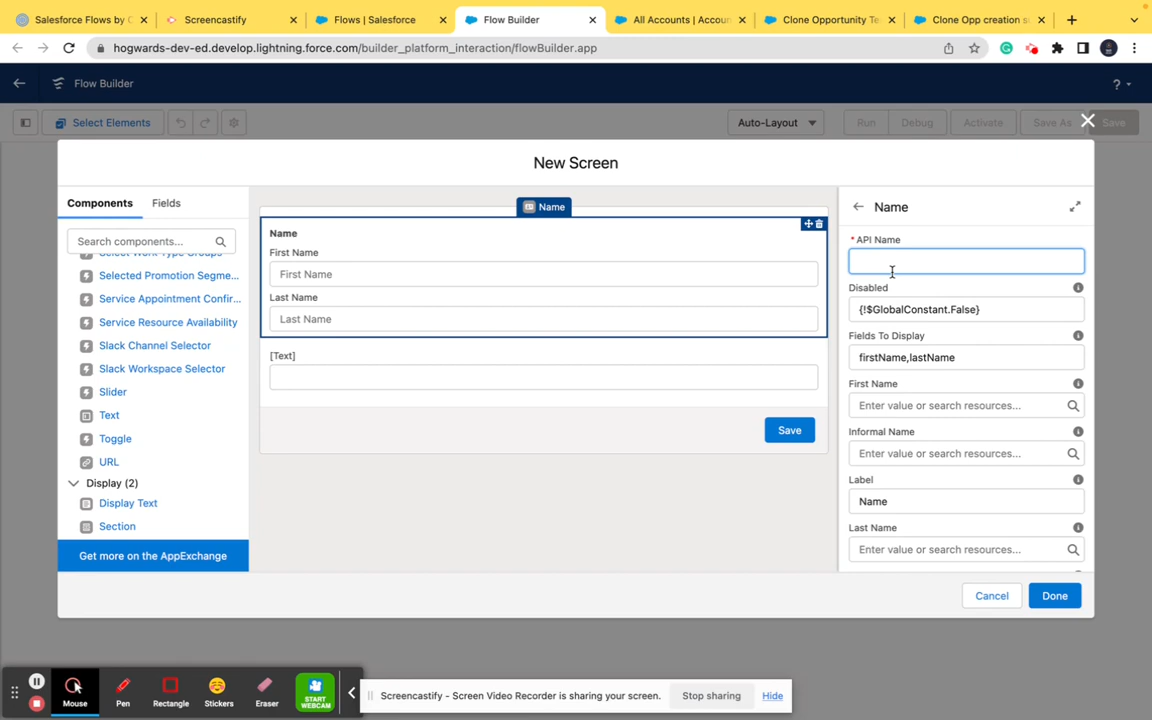 Salesforce Flows by C
Screencastify
Flows | Salesforce
Flow Builder
All Accounts | Accoun
Clone Opportunity Te
Clone Opp creation s
hogwards-dev-ed.develop.lightning.force.com/builder_platform_interaction/flowBuilder.app
Flow Builder
?
Select Elements
Auto-Layout
Run
Debug
Activate
Save As
Save
New Screen
Components
Fields
Search components...
Select Work Type Groups
Selected Promotion Segme...
Service Appointment Confir...
Service Resource Availability
Slack Channel Selector
Slack Workspace Selector
Slider
Text
Toggle
URL
Display (2)
Display Text
Section
Get more on the AppExchange
Name
Name
First Name
First Name
Last Name
Last Name
[Text]
Save
Name
* API Name
Disabled
{!$GlobalConstant.False}
Fields To Display
firstName,lastName
First Name
Enter value or search resources...
Informal Name
Enter value or search resources...
Label
Name
Last Name
Enter value or search resources...
Cancel
Done
Mouse
Pen
Rectangle
Stickers
Eraser
START
WEBCAM
Screencastify - Screen Video Recorder is sharing your screen.
Stop sharing
Hide